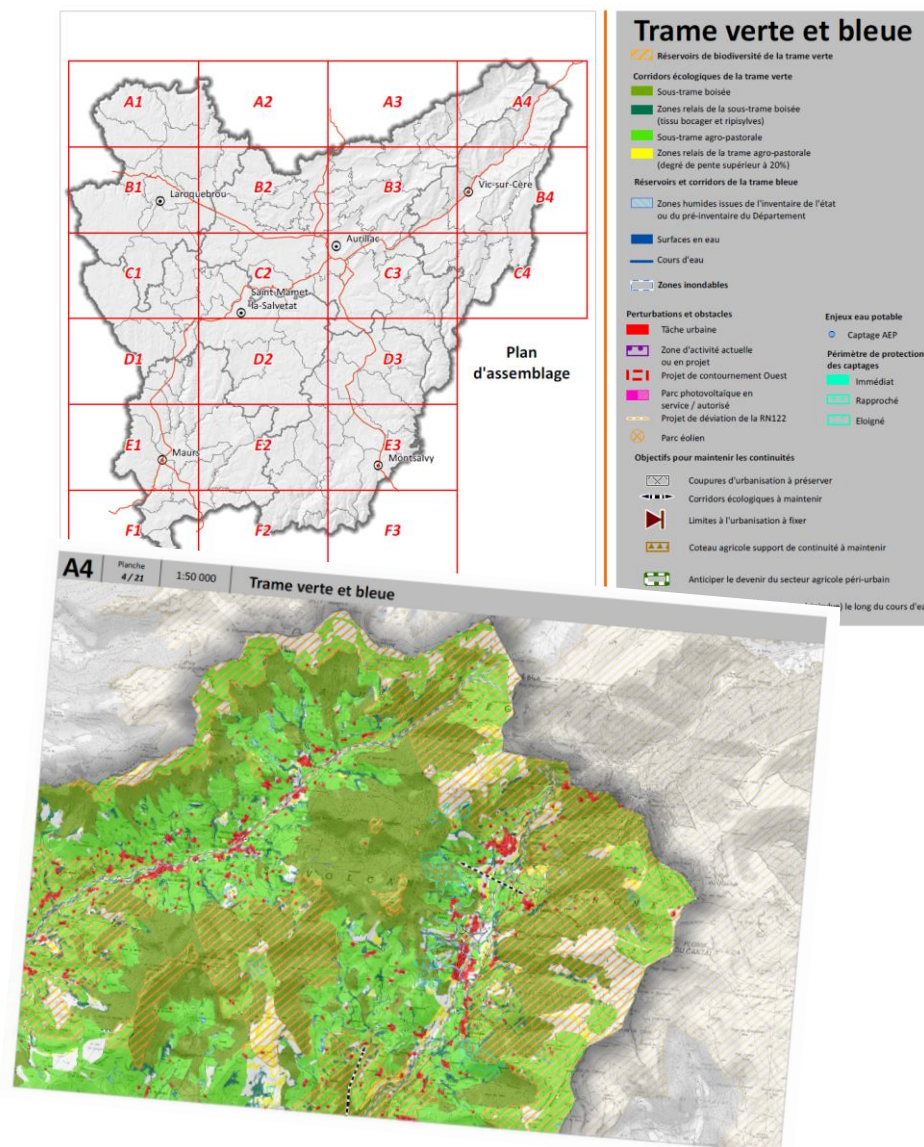 A1
A2
A3
A4
B1
B2
B3
B4
Laroquebrou
Vic-sur-Cère
Aurillac
C1
C2
C3
C4
Saint-Mamet
-la-Salvetat
D1
D2
D3
Plan
d'assemblage
E1
E2
E3
Maurs
Montsalvy
F1
F2
F3
Trame verte et bleue
Réservoirs de biodiversité de la trame verte
Corridors écologiques de la trame verte
Sous-trame boisée
Zones relais de la sous-trame boisée
(tissu bocager et ripisylves)
Sous-trame agro-pastorale
Zones relais de la trame agro-pastorale
(degré de pente supérieur à 20%)
Réservoirs et corridors de la trame bleue
Zones humides issues de l'inventaire de l'état
ou du pré-inventaire du Département
Surfaces en eau
Cours d'eau
Zones inondables
Perturbations et obstacles
Tâche urbaine
Zone d'activité actuelle
ou en projet
Projet de contournement Ouest
Parc photovoltaïque en
service / autorisé
Projet de déviation de la RN122
Parc éolien
Enjeux eau potable
Captage AEP
Périmètre de protection
des captages
Immédiat
Rapproché
Eloigné
Objectifs pour maintenir les continuités
Coupures d'urbanisation à préserver
Corridors écologiques à maintenir
Limites à l'urbanisation à fixer
Coteau agricole support de continuité à maintenir
Anticiper le devenir du secteur agricole péri-urbain
le long du cours d'eau
A4
Planche
4 / 21
1:50 000
Trame verte et bleue